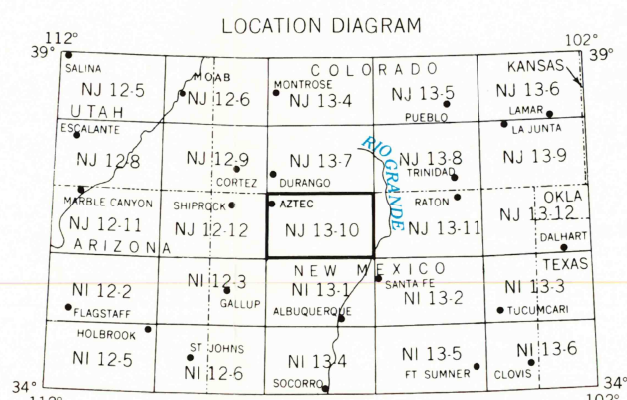 LOCATION DIAGRAM
112°
102°
39°
39°
SALINA
NJ 12-5
UTAH
MOAB
NJ 12-6
COLORADO
MONTROSE
NJ 13-4
NJ 13-5
PUEBLO
KANSAS
NJ 13-6
LAMAR
ESCALANTE
NJ 12-8
NJ 12-9
CORTEZ
NJ 13-7
DURANGO
RIO GRANDE
NJ 13-8
TRINIDAD
LA JUNTA
NJ 13-9
MARBLE CANYON
NJ 12-11
ARIZONA
SHIPROCK
NJ 12-12
AZTEC
NJ 13-10
RATON
NJ 13-11
NJ 13-12
OKLA
DALHART
NI 12-2
FLAGSTAFF
NI 12-3
GALLUP
NEW MEXICO
NI 13-1
ALBUQUERQUE
SANTA FE
NI 13-2
TEXAS
NI 13-3
TUCUMCARI
HOLBROOK
NI 12-5
ST JOHNS
NI 12-6
NI 13-4
SOCORRO
NI 13-5
FT SUMNER
NI 13-6
CLOVIS
34°
34°
112°
102°